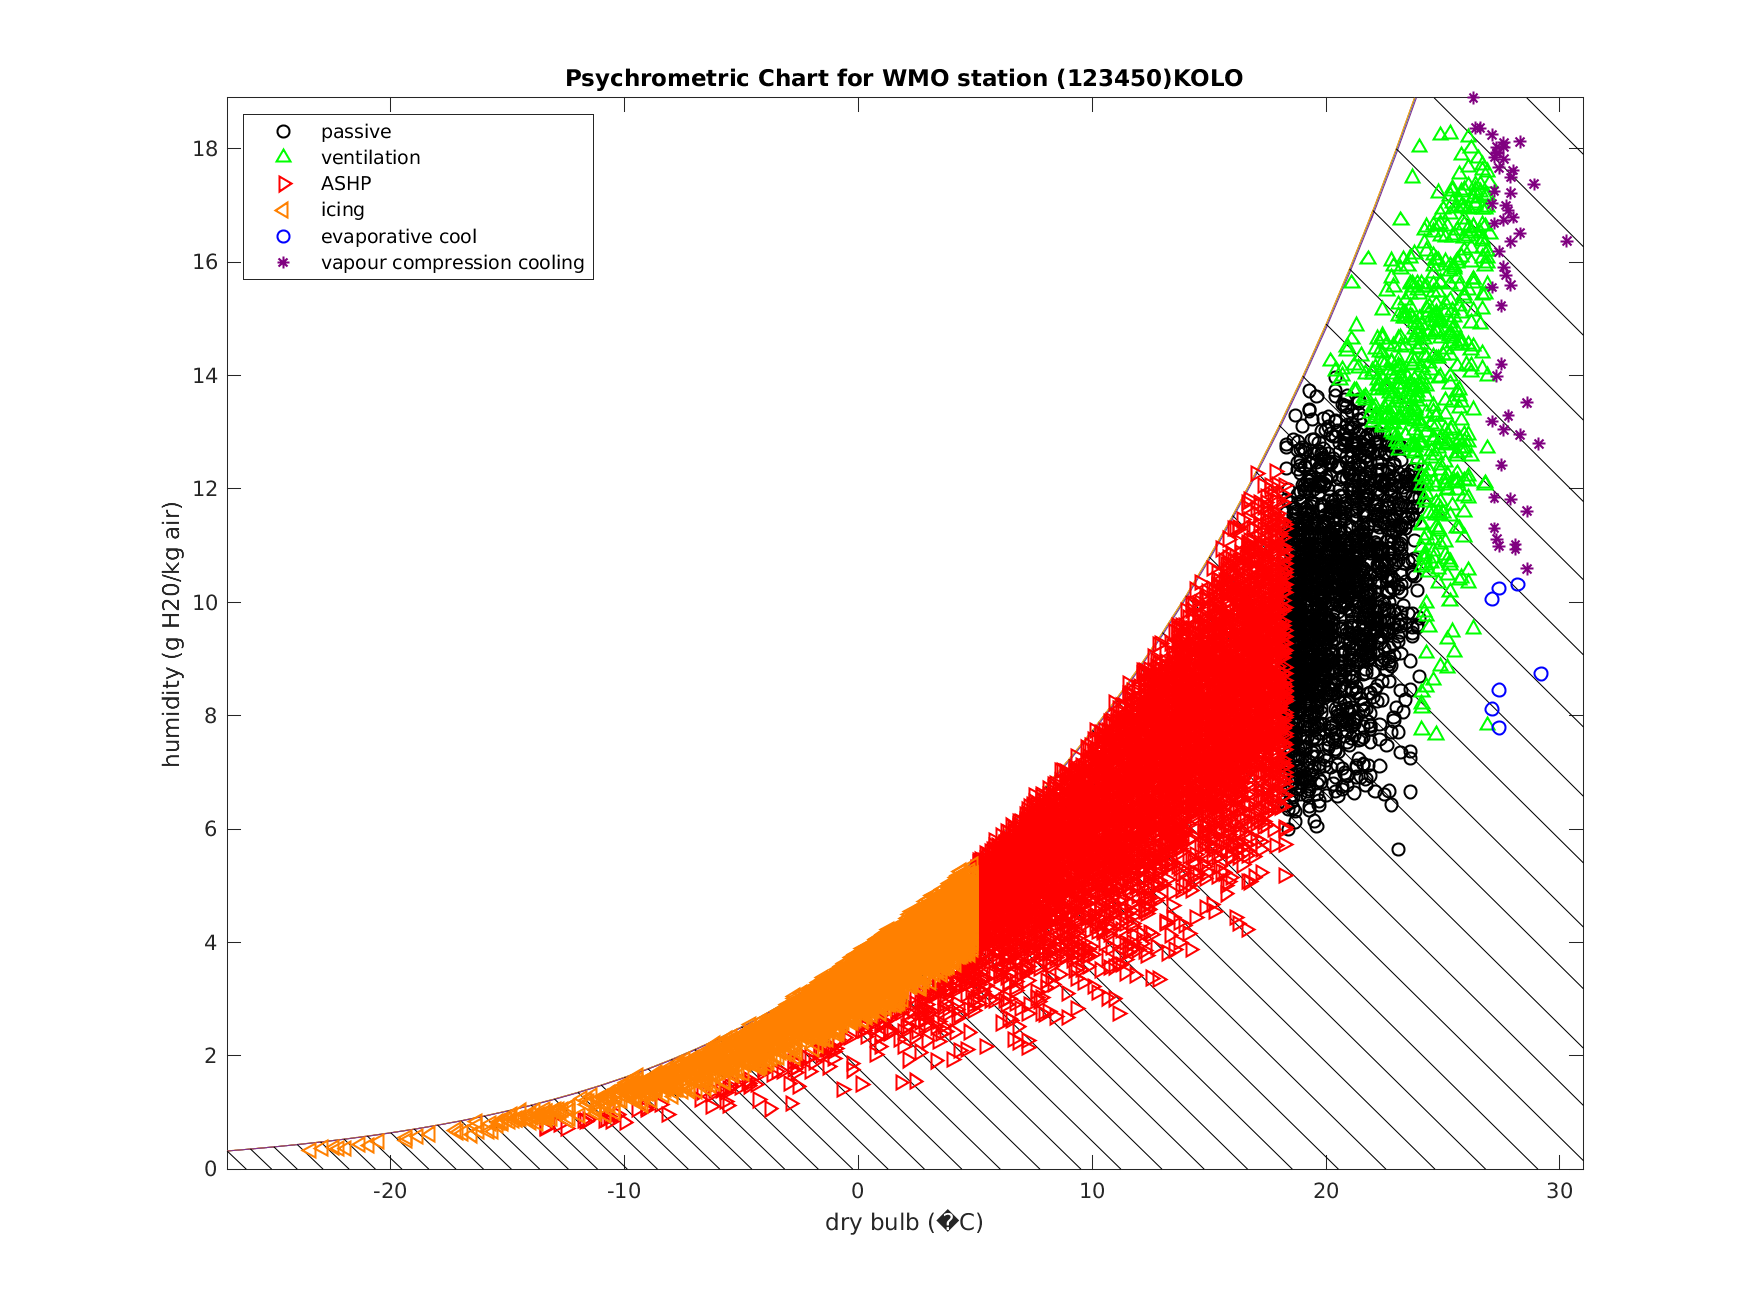 Psychrometric Chart for WMO station (123450)KOLO
passive
ventilation
ASHP
icing
evaporative cool
vapour compression cooling
humidity (g H20/kg air)
18
16
14
12
10
8
6
4
2
0
-20 -10 0 10 20 30
dry bulb (�C)